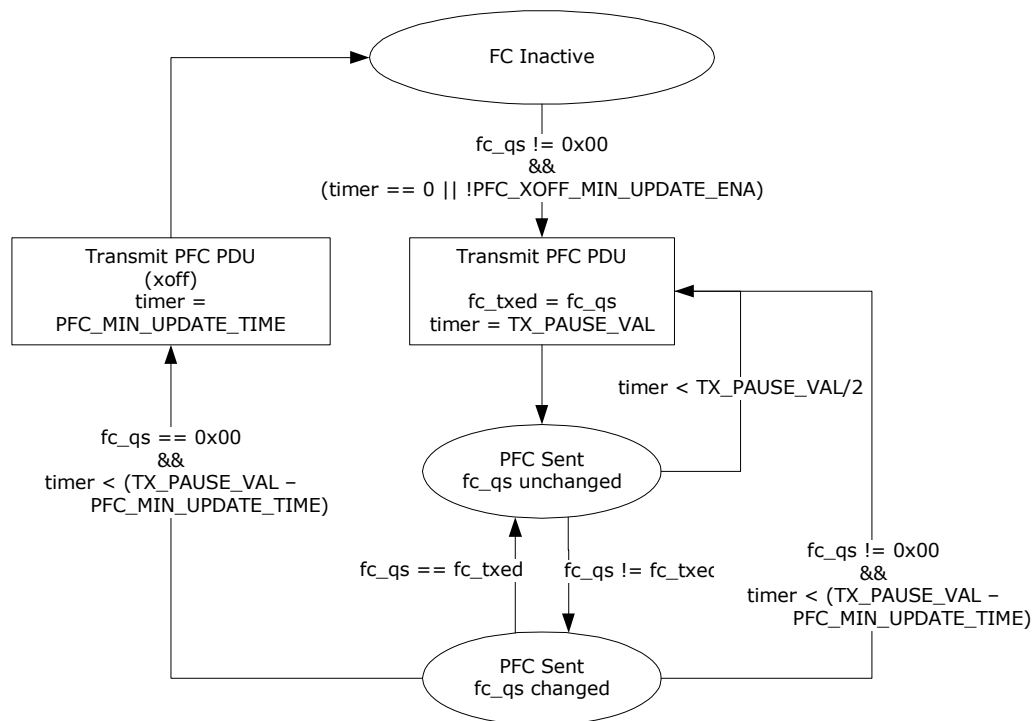 FC Inactive
fc_qs != 0x00
&&
(timer == 0 || !PFC_XOFF_MIN_UPDATE_ENA)
Transmit PFC PDU
(xoff)
timer =
PFC_MIN_UPDATE_TIME
Transmit PFC PDU
fc_txed = fc_qs
timer = TX_PAUSE_VAL
timer < TX_PAUSE_VAL/2
fc_qs == 0x00
&&
timer < (TX_PAUSE_VAL –
PFC_MIN_UPDATE_TIME)
PFC Sent
fc_qs unchanged
fc_qs == fc_txed
fc_qs != fc_txed
fc_qs != 0x00
&&
timer < (TX_PAUSE_VAL –
PFC_MIN_UPDATE_TIME)
PFC Sent
fc_qs changed